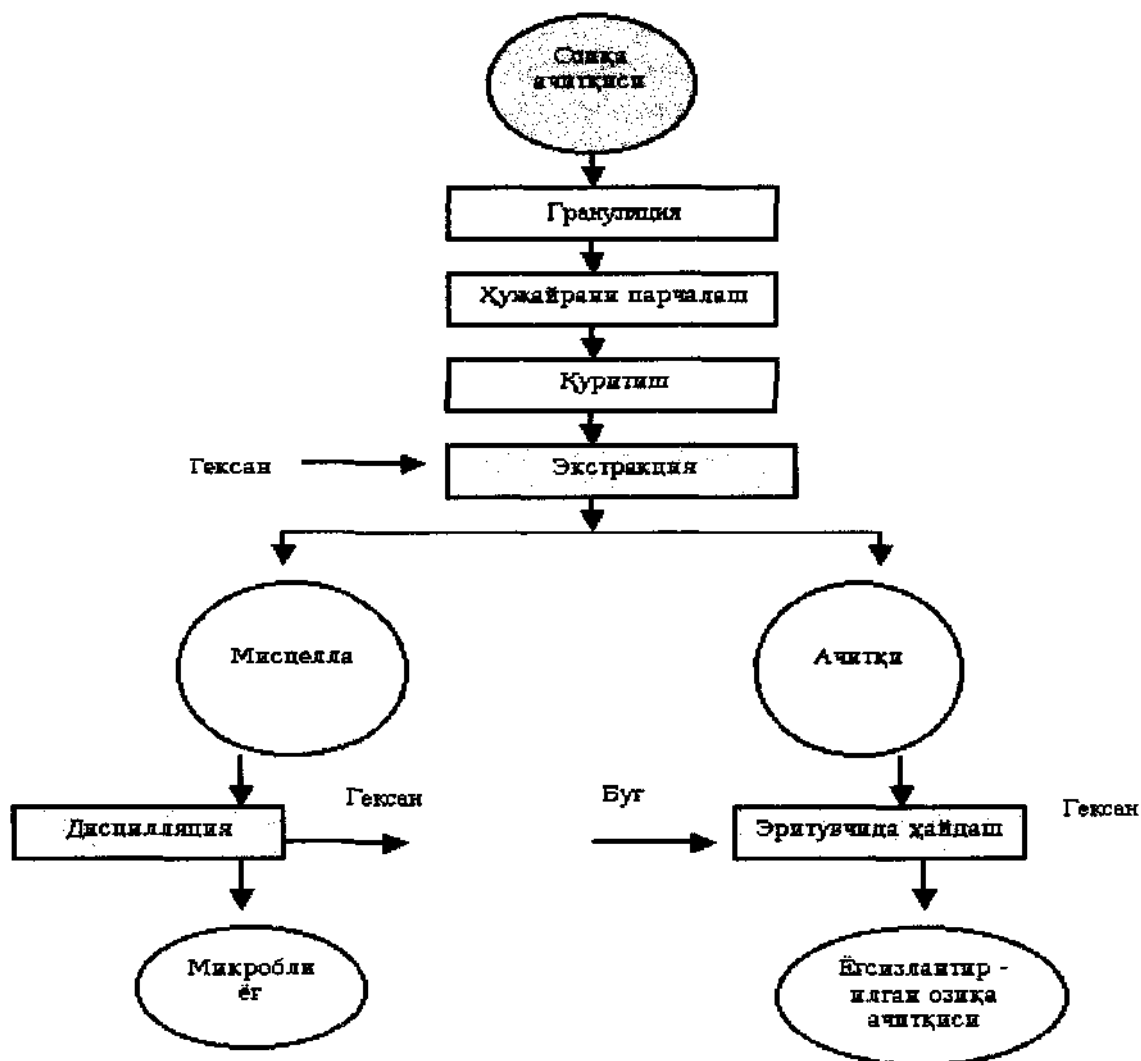 Озиқа
ачитқиси
Грануляция
Ҳужайрани парчалаш
Қуритиш
Гексан
Экстракция
Мисцелла
Ачитқи
Гексан
Буғ
Гексан
Диспилляция
Эритувчида ҳайдаш
Микробли
ёғ
Ёғсизлантир -
илган озиқа
ачитқиси